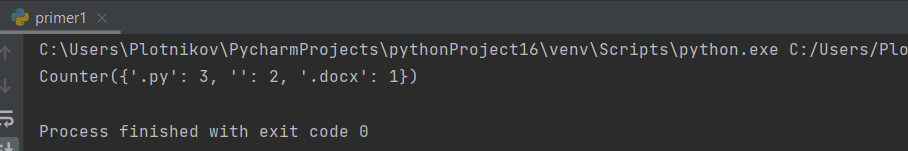 primer1
C:\Users\Plotnikov\PycharmProjects\pythonProject16\venv\Scripts\python.exe C:/Users/Plo
Counter({'.py': 3, '': 2, '.docx': 1})
Process finished with exit code 0